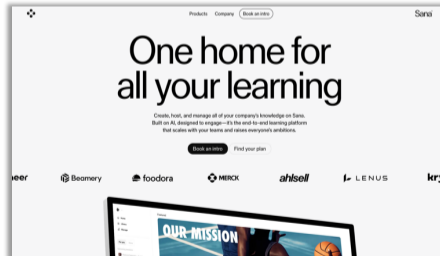 Products Company Book an intro Sana
One home for
all your learning
Create, host, and manage all of your company's knowledge on Sana.
Built on AI, designed to engage—it's the end-to-end learning platform
that scales with your teams and raises everyone's ambitions.
Book an intro Find your plan
neer Beamery foodora MERCK ahlsell LENUS kry
OUR MISSION